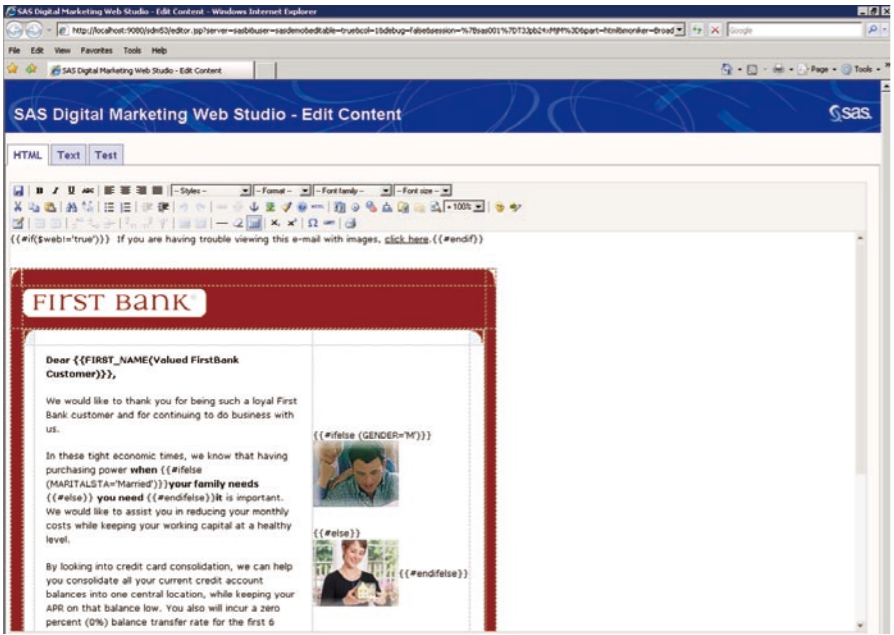 SAS Digital Marketing Web Studio - Edit Content - Windows Internet Explorer
Google
File Edit View Favorites Tools Help
SAS Digital Marketing Web Studio - Edit Content
Page Tools
SAS Digital Marketing Web Studio - Edit Content
sas
HTML Text Test
B I U ABC -- Styles -- -- Format -- -- Font family -- -- Font size --
100%
{{#if($web!='true')}} If you are having trouble viewing this e-mail with images, click here.{{#endif}}
First Bank
Dear {{FIRST_NAME(Valued FirstBank
Customer)}},
We would like to thank you for being such a loyal First
Bank customer and for continuing to do business with
us.
{{#ifelse (GENDER='M')}}
In these tight economic times, we know that having
purchasing power when {{#ifelse
(MARITALSTA='Married')}}your family needs
{{#else}} you need {{#endifelse}}it is important.
We would like to assist you in reducing your monthly
costs while keeping your working capital at a healthy
level.
{{#else}}
{{#endifelse}}
By looking into credit card consolidation, we can help
you consolidate all your current credit account
balances into one central location, while keeping your
APR on that balance low. You also will incur a zero
percent (0%) balance transfer rate for the first 6